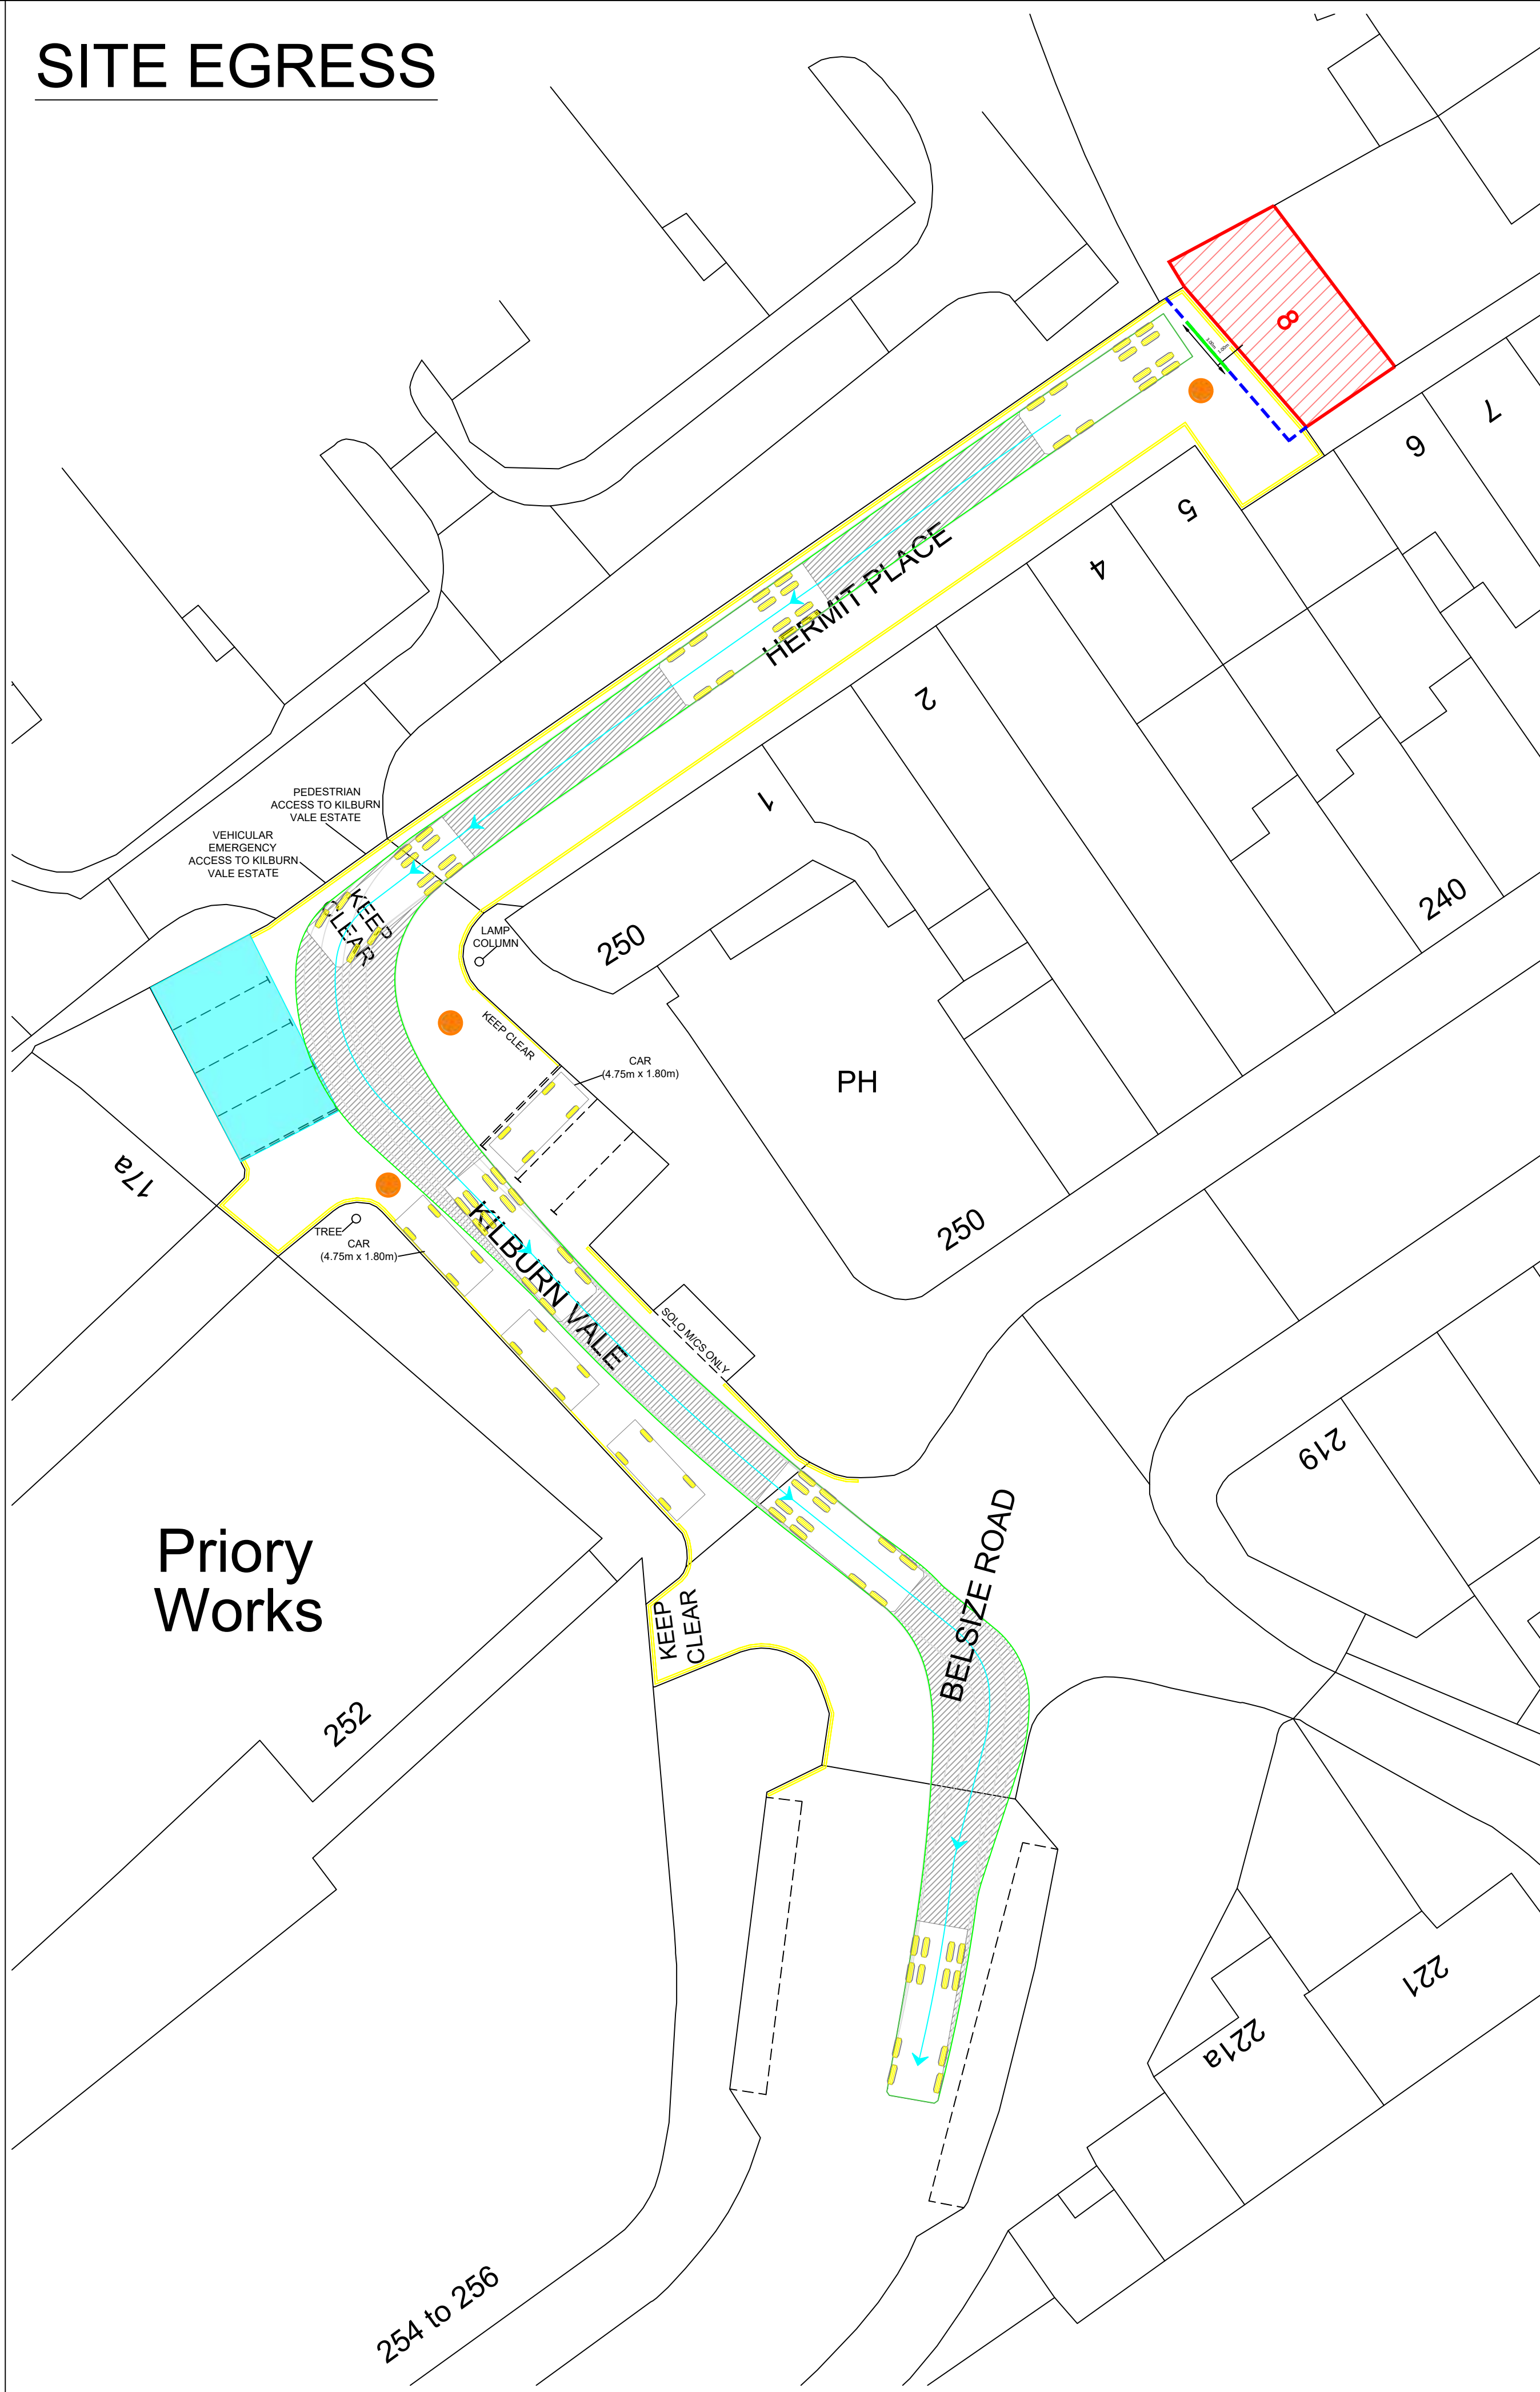 SITE EGRESS
8
7
6
5
HERMIT PLACE
4
2
1
PEDESTRIAN
ACCESS TO KILBURN
VALE ESTATE
VEHICULAR
EMERGENCY
ACCESS TO KILBURN
VALE ESTATE
KEEP
CLEAR
LAMP
COLUMN
250
240
KEEP CLEAR
CAR
(4.75m x 1.80m)
PH
17a
TREE
CAR
(4.75m x 1.80m)
KILBURN VALE
250
SOLO M/CS ONLY
219
Priory
Works
BELSIZE ROAD
KEEP
CLEAR
252
221
221a
254 to 256